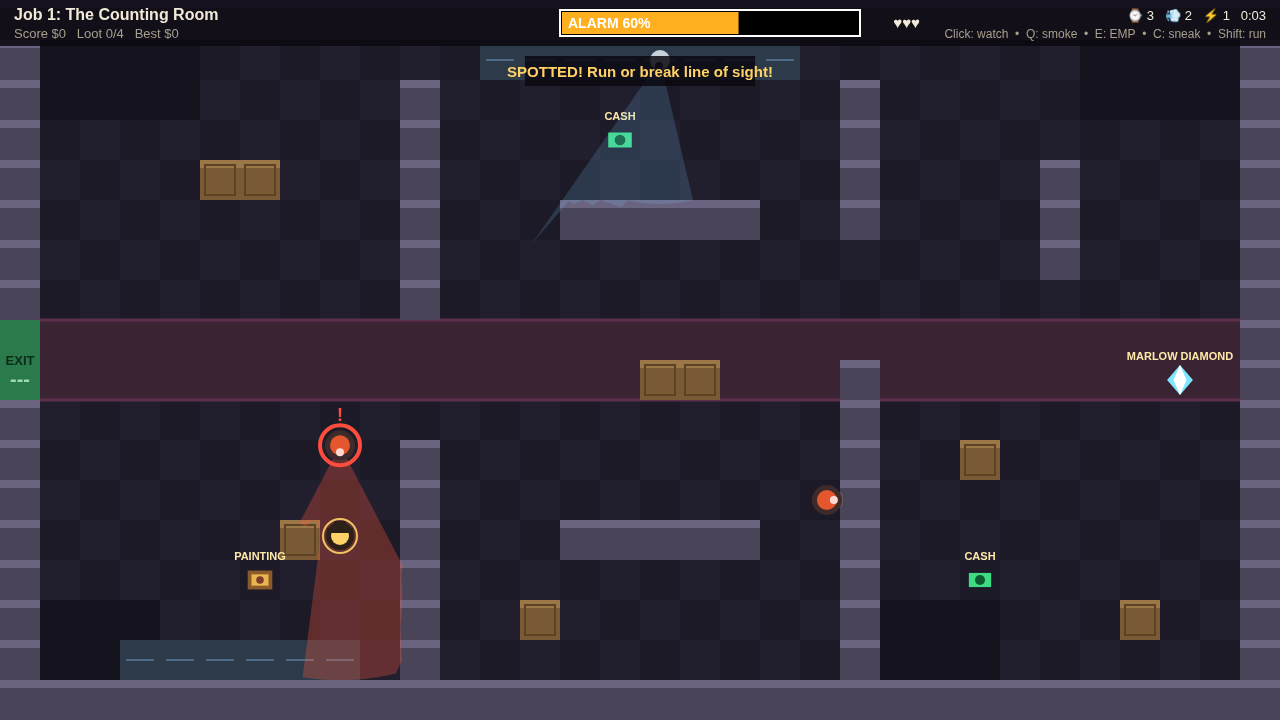 Job 1: The Counting Room
Score $0 Loot 0/4 Best $0
ALARM 60%
♥♥♥
⌚ 3 💨 2 ⚡ 1 0:03
Click: watch • Q: smoke • E: EMP • C: sneak • Shift: run
SPOTTED! Run or break line of sight!
CASH
EXIT
MARLOW DIAMOND
!
PAINTING
CASH